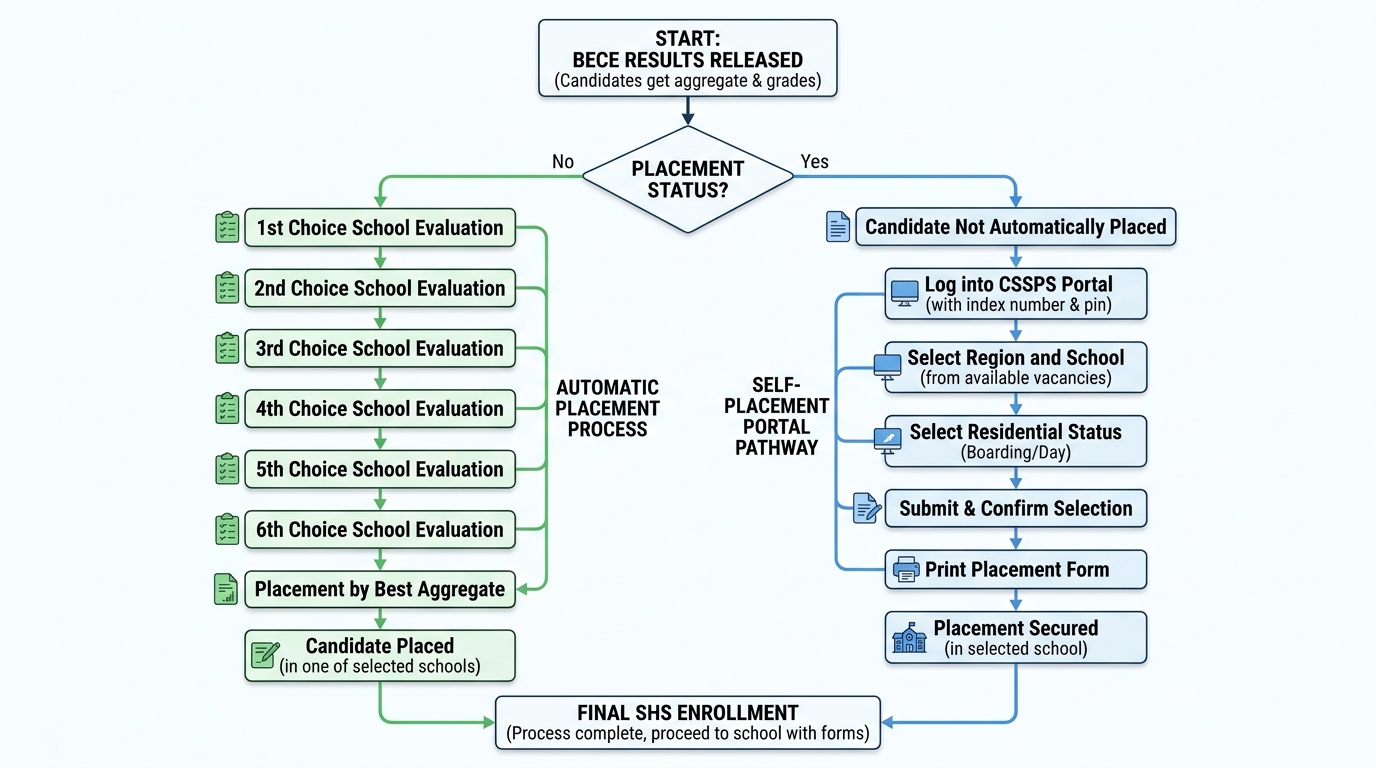 START:
BECE RESULTS RELEASED
(Candidates get aggregate & grades)
PLACEMENT
STATUS?
No
Yes
1st Choice School Evaluation
2nd Choice School Evaluation
3rd Choice School Evaluation
4th Choice School Evaluation
5th Choice School Evaluation
6th Choice School Evaluation
Placement by Best Aggregate
Candidate Placed
(in one of selected schools)
AUTOMATIC
PLACEMENT
PROCESS
SELF-
PLACEMENT
PORTAL
PATHWAY
Candidate Not Automatically Placed
Log into CSSPS Portal
(with index number & pin)
Select Region and School
(from available vacancies)
Select Residential Status
(Boarding/Day)
Submit & Confirm Selection
Print Placement Form
Placement Secured
(in selected school)
FINAL SHS ENROLLMENT
(Process complete, proceed to school with forms)